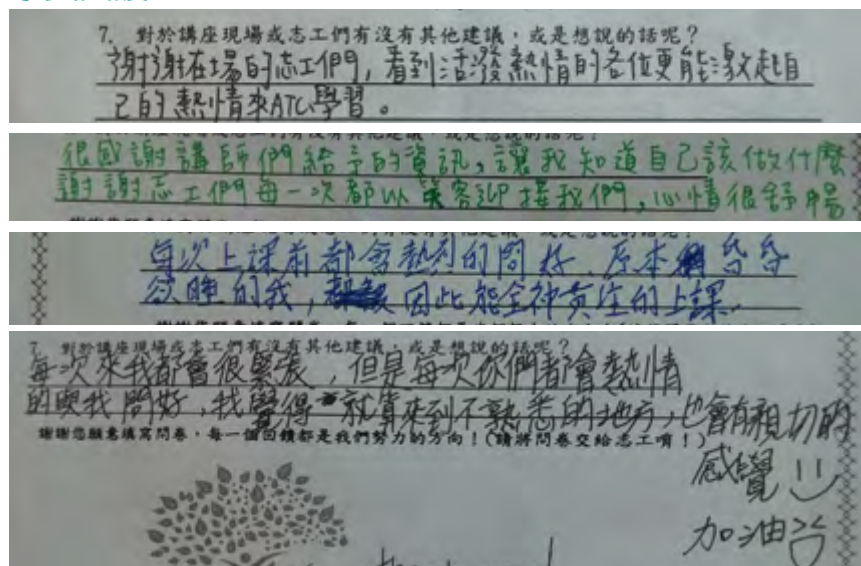 7. 對於講座現場或志工們有沒有其他建議，或是想說的話呢？
謝謝在場的志工們，看到活潑熱情的各位更能激起自
己的熱情來ATCL學習。
很感謝講師們給予的資訊，讓我知道自己該做什麼
謝謝志工們每一次都以笑容迎接我們，心情很舒暢
每次上課前都會熱烈的問好，原本昏昏
欲睡的我，因此能全神貫注的上課。
7. 對於講座現場或志工們有沒有其他建議，或是想說的話呢？
每次來我都會很緊張，但是每次你們都會熱情
的與我問好，我覺得就算來到不熟悉的地方，也會有親切的
謝謝您願意填寫問卷，每一個回饋都是我們努力的方向！(請將問卷交給志工唷！)
感覺
加油